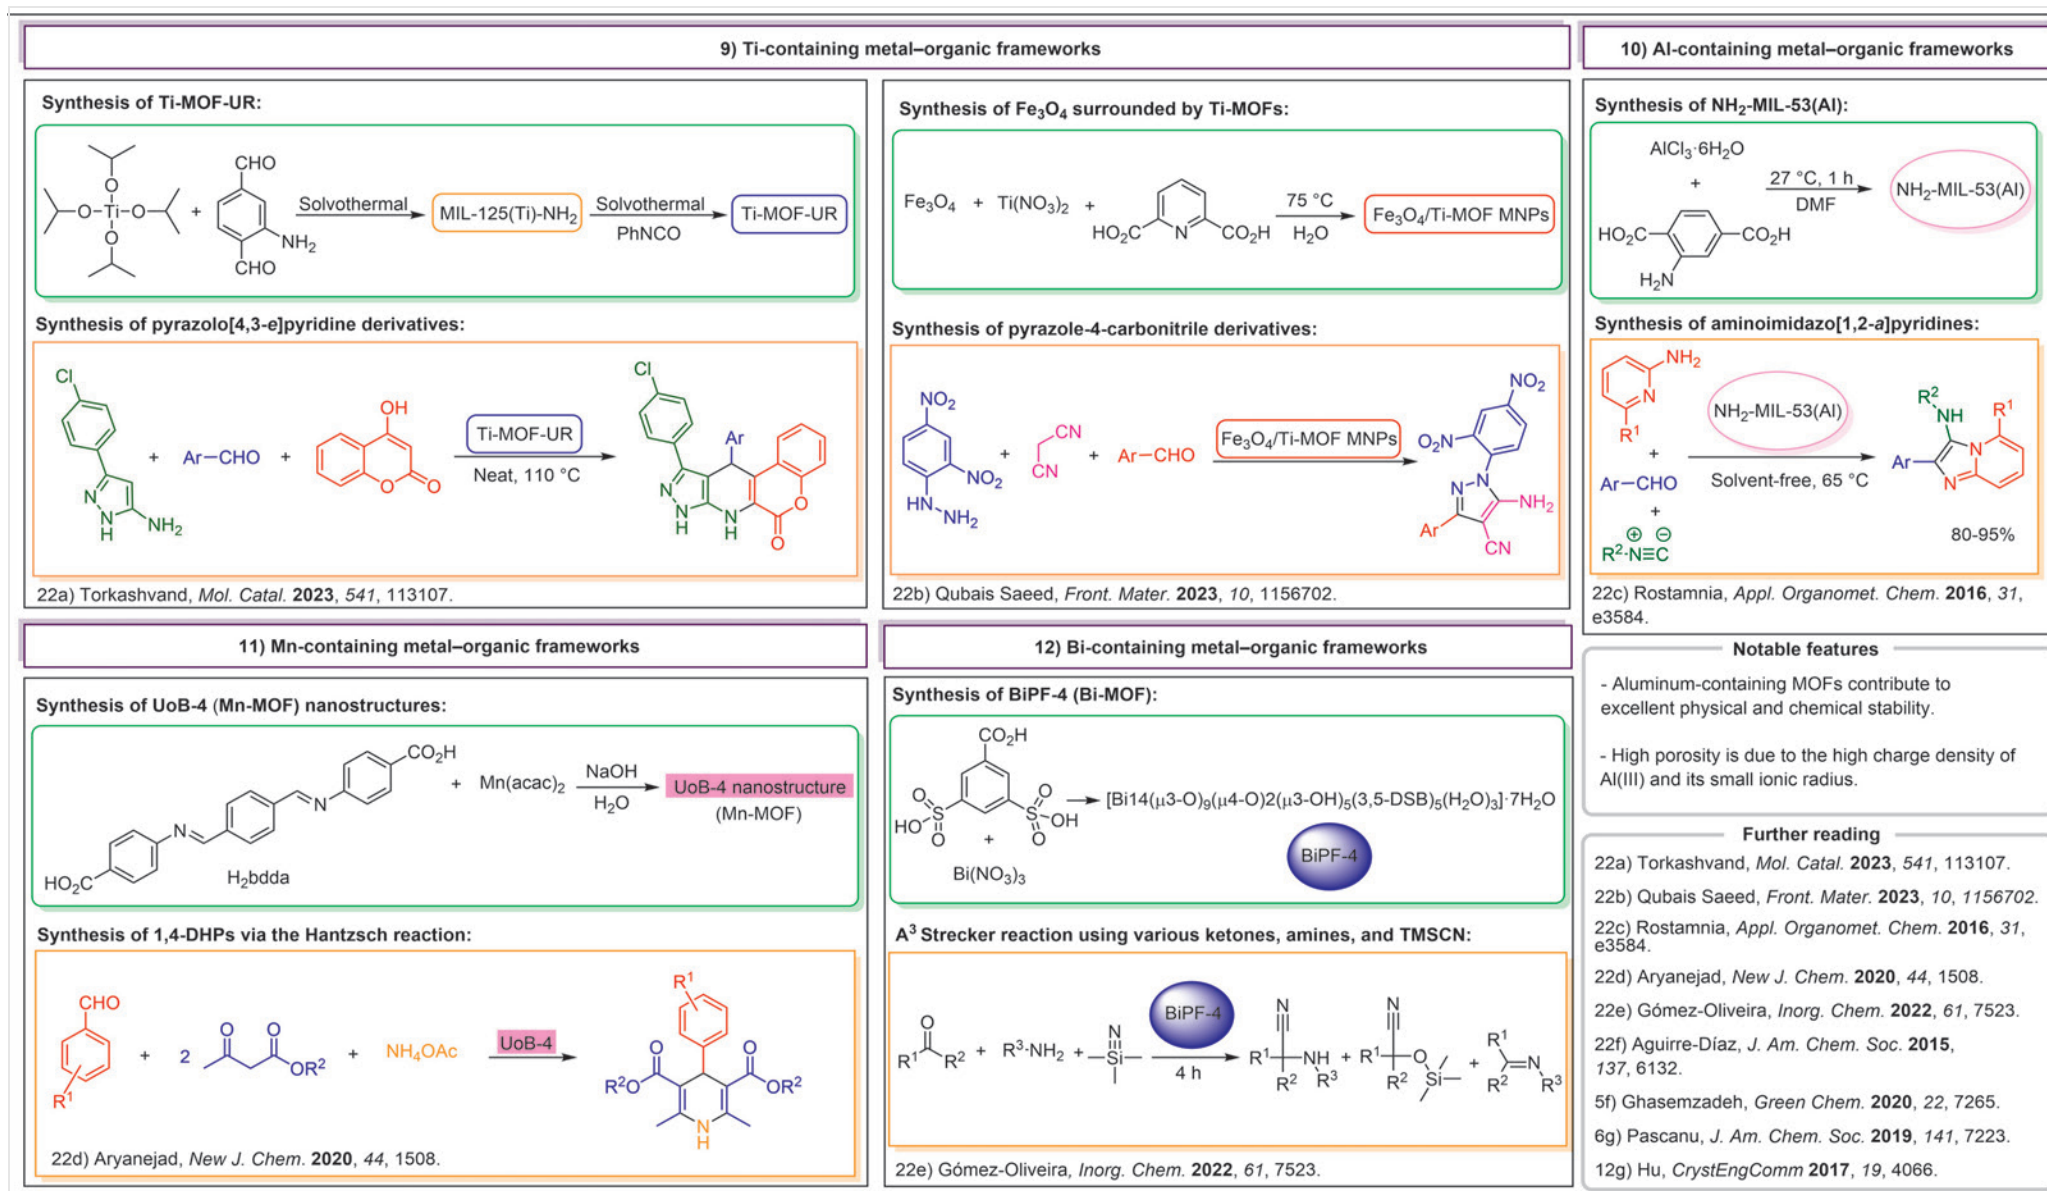 9) Ti-containing metal–organic frameworks
Synthesis of Ti-MOF-UR:
O
O Ti O
O
+
CHO
NH₂
CHO
Solvothermal
MIL-125(Ti)-NH₂
Solvothermal
PhNCO
Ti-MOF-UR
Synthesis of pyrazolo[4,3-e]pyridine derivatives:
Cl
N
N
H
NH₂
+
Ar–CHO
+
OH
O
O
Ti-MOF-UR
Neat, 110 °C
Cl
Ar
N
N
H
N
H
O
O
22a) Torkashvand, Mol. Catal. 2023, 541, 113107.
Synthesis of Fe₃O₄ surrounded by Ti-MOFs:
Fe₃O₄ + Ti(NO₃)₂ +
HO₂C N CO₂H
75 °C
H₂O
Fe₃O₄/Ti-MOF MNPs
Synthesis of pyrazole-4-carbonitrile derivatives:
NO₂
NO₂
HN
NH₂
+
CN
CN
+ Ar–CHO
Fe₃O₄/Ti-MOF MNPs
NO₂
NO₂
N
N
NH₂
Ar
CN
22b) Qubais Saeed, Front. Mater. 2023, 10, 1156702.
10) Al-containing metal–organic frameworks
Synthesis of NH₂-MIL-53(Al):
AlCl₃·6H₂O
+
HO₂C CO₂H
H₂N
27 °C, 1 h
DMF
NH₂-MIL-53(Al)
Synthesis of aminoimidazo[1,2-a]pyridines:
NH₂
N
R¹
+
Ar–CHO
+
⊕ ⊖
R²-N≡C
NH₂-MIL-53(Al)
Solvent-free, 65 °C
R²
NH R¹
Ar N
N
80-95%
22c) Rostamnia, Appl. Organomet. Chem. 2016, 31,
e3584.
11) Mn-containing metal–organic frameworks
Synthesis of UoB-4 (Mn-MOF) nanostructures:
CO₂H
N
N
HO₂C
H₂bdda
+ Mn(acac)₂
NaOH
H₂O
UoB-4 nanostructure
(Mn-MOF)
Synthesis of 1,4-DHPs via the Hantzsch reaction:
CHO
R¹
+ 2
O O
OR²
+ NH₄OAc
UoB-4
R¹
O O
R²O OR²
N
H
22d) Aryanejad, New J. Chem. 2020, 44, 1508.
12) Bi-containing metal–organic frameworks
Synthesis of BiPF-4 (Bi-MOF):
CO₂H
O O
S S
HO OH
O O
+
Bi(NO₃)₃
[Bi14(μ3-O)₉(μ4-O)2(μ3-OH)₅(3,5-DSB)₅(H₂O)₃]·7H₂O
BiPF-4
A³ Strecker reaction using various ketones, amines, and TMSCN:
O
R¹ R²
+ R³-NH₂ +
N
Si
BiPF-4
4 h
N
R¹ NH
R² R³
+
N
R¹ O
R² Si
+
R¹
N
R² R³
22e) Gómez-Oliveira, Inorg. Chem. 2022, 61, 7523.
Notable features
- Aluminum-containing MOFs contribute to
excellent physical and chemical stability.
- High porosity is due to the high charge density of
Al(III) and its small ionic radius.
Further reading
22a) Torkashvand, Mol. Catal. 2023, 541, 113107.
22b) Qubais Saeed, Front. Mater. 2023, 10, 1156702.
22c) Rostamnia, Appl. Organomet. Chem. 2016, 31,
e3584.
22d) Aryanejad, New J. Chem. 2020, 44, 1508.
22e) Gómez-Oliveira, Inorg. Chem. 2022, 61, 7523.
22f) Aguirre-Díaz, J. Am. Chem. Soc. 2015,
137, 6132.
5f) Ghasemzadeh, Green Chem. 2020, 22, 7265.
6g) Pascanu, J. Am. Chem. Soc. 2019, 141, 7223.
12g) Hu, CrystEngComm 2017, 19, 4066.